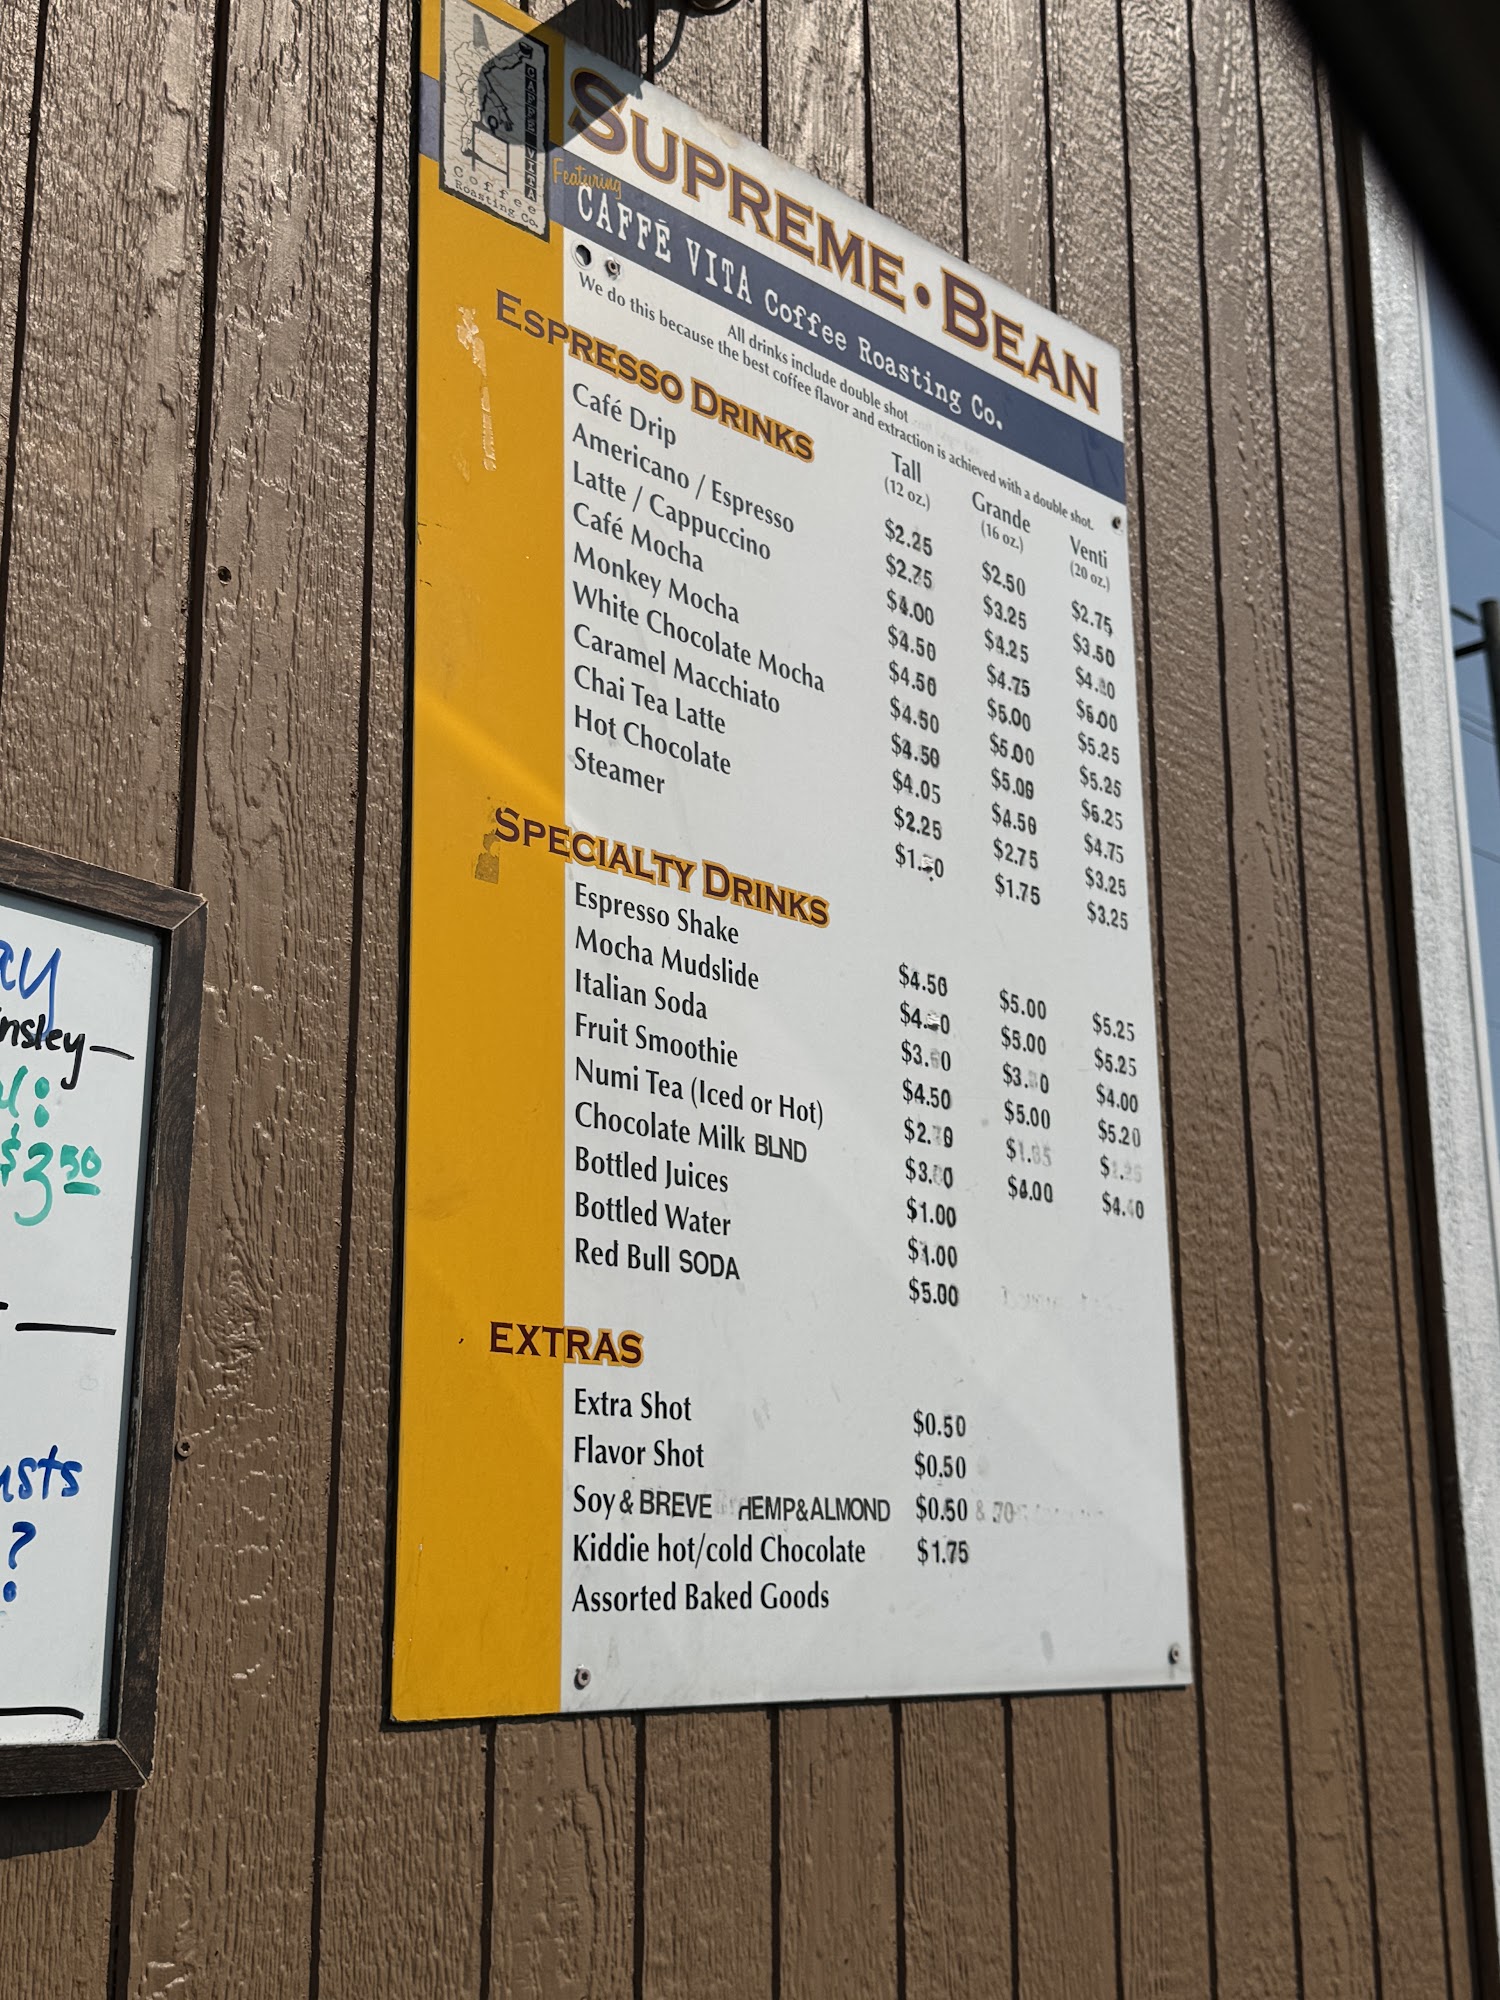 CAFFE VITA
Coffee
Roasting Co.
SUPREME • BEAN
Featuring
CAFFÉ VITA Coffee Roasting Co.
All drinks include double shot
We do this because the best coffee flavor and extraction is achieved with a double shot.
ESPRESSO DRINKS Tall Grande Venti
(12 oz.) (16 oz.) (20 oz.)
Café Drip $2.25 $2.50 $2.75
Americano / Espresso $2.75 $3.25 $3.50
Latte / Cappuccino $4.00 $4.25
Café Mocha $4.50 $4.75 $5.00
Monkey Mocha $4.50 $5.00 $5.25
White Chocolate Mocha $4.50 $5.00 $5.25
Caramel Macchiato $4.50 $5.00 $5.25
Chai Tea Latte $4.05 $4.50 $4.75
Hot Chocolate $2.25 $2.75 $3.25
Steamer $1.75 $3.25
SPECIALTY DRINKS
Espresso Shake $4.50 $5.00 $5.25
Mocha Mudslide $5.00 $5.25
Italian Soda $4.00
Fruit Smoothie $4.50 $5.00 $5.20
Numi Tea (Iced or Hot)
Chocolate Milk BLND $4.00
Bottled Juices $1.00
Bottled Water $1.00
Red Bull SODA $5.00
EXTRAS
Extra Shot $0.50
Flavor Shot $0.50
Soy & BREVE HEMP&ALMOND $0.50 & 70
Kiddie hot/cold Chocolate $1.75
Assorted Baked Goods
ay
nsley—
$3 50
usts
?